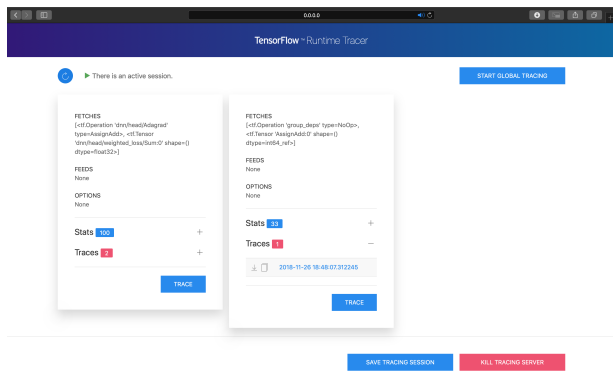 0.0.0.0
TensorFlow ™ Runtime Tracer
There is an active session.
START GLOBAL TRACING
FETCHES
[<tf.Operation 'dnn/head/Adagrad'
type=AssignAdd>, <tf.Tensor
'dnn/head/weighted_loss/Sum:0' shape=()
dtype=float32>]
FEEDS
None
OPTIONS
None
Stats 100 +
Traces 2 +
TRACE
FETCHES
[<tf.Operation 'group_deps' type=NoOp>,
<tf.Tensor 'AssignAdd:0' shape=()
dtype=int64_ref>]
FEEDS
None
OPTIONS
None
Stats 33 +
Traces 1 −
2018-11-26 18:48:07.312245
TRACE
SAVE TRACING SESSION
KILL TRACING SERVER